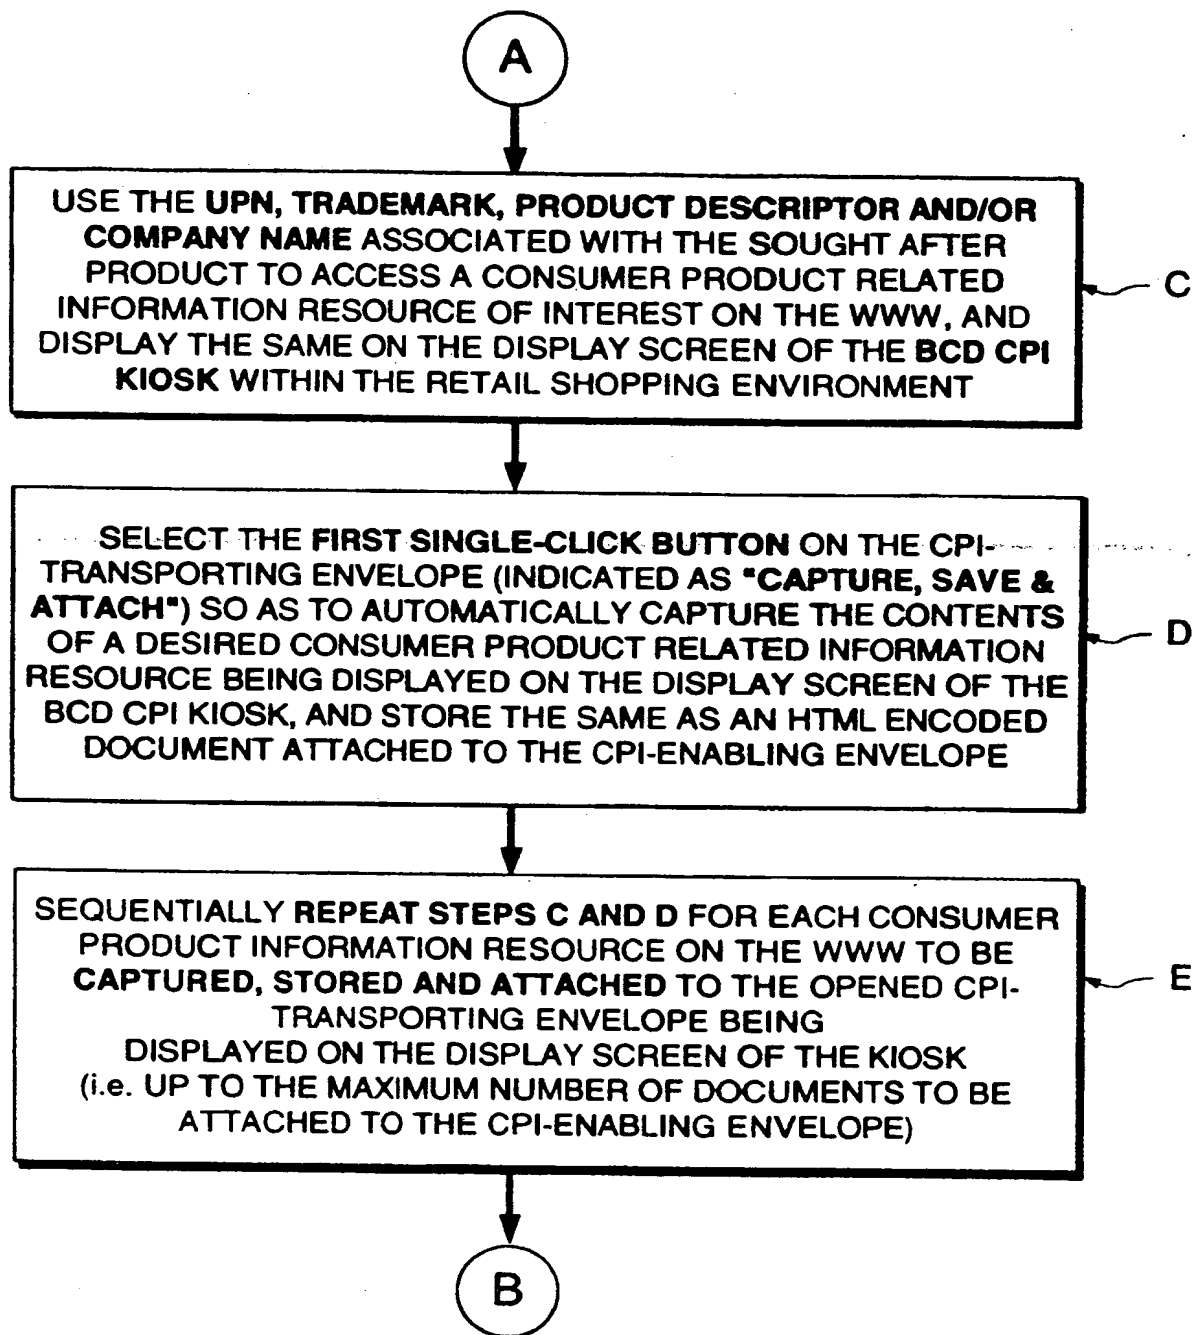 A
USE THE UPN, TRADEMARK, PRODUCT DESCRIPTOR AND/OR
COMPANY NAME ASSOCIATED WITH THE SOUGHT AFTER
PRODUCT TO ACCESS A CONSUMER PRODUCT RELATED
INFORMATION RESOURCE OF INTEREST ON THE WWW, AND
DISPLAY THE SAME ON THE DISPLAY SCREEN OF THE BCD CPI
KIOSK WITHIN THE RETAIL SHOPPING ENVIRONMENT
C
SELECT THE FIRST SINGLE-CLICK BUTTON ON THE CPI-
TRANSPORTING ENVELOPE (INDICATED AS "CAPTURE, SAVE &
ATTACH") SO AS TO AUTOMATICALLY CAPTURE THE CONTENTS
OF A DESIRED CONSUMER PRODUCT RELATED INFORMATION
RESOURCE BEING DISPLAYED ON THE DISPLAY SCREEN OF THE
BCD CPI KIOSK, AND STORE THE SAME AS AN HTML ENCODED
DOCUMENT ATTACHED TO THE CPI-ENABLING ENVELOPE
D
SEQUENTIALLY REPEAT STEPS C AND D FOR EACH CONSUMER
PRODUCT INFORMATION RESOURCE ON THE WWW TO BE
CAPTURED, STORED AND ATTACHED TO THE OPENED CPI-
TRANSPORTING ENVELOPE BEING
DISPLAYED ON THE DISPLAY SCREEN OF THE KIOSK
(i.e. UP TO THE MAXIMUM NUMBER OF DOCUMENTS TO BE
ATTACHED TO THE CPI-ENABLING ENVELOPE)
E
B